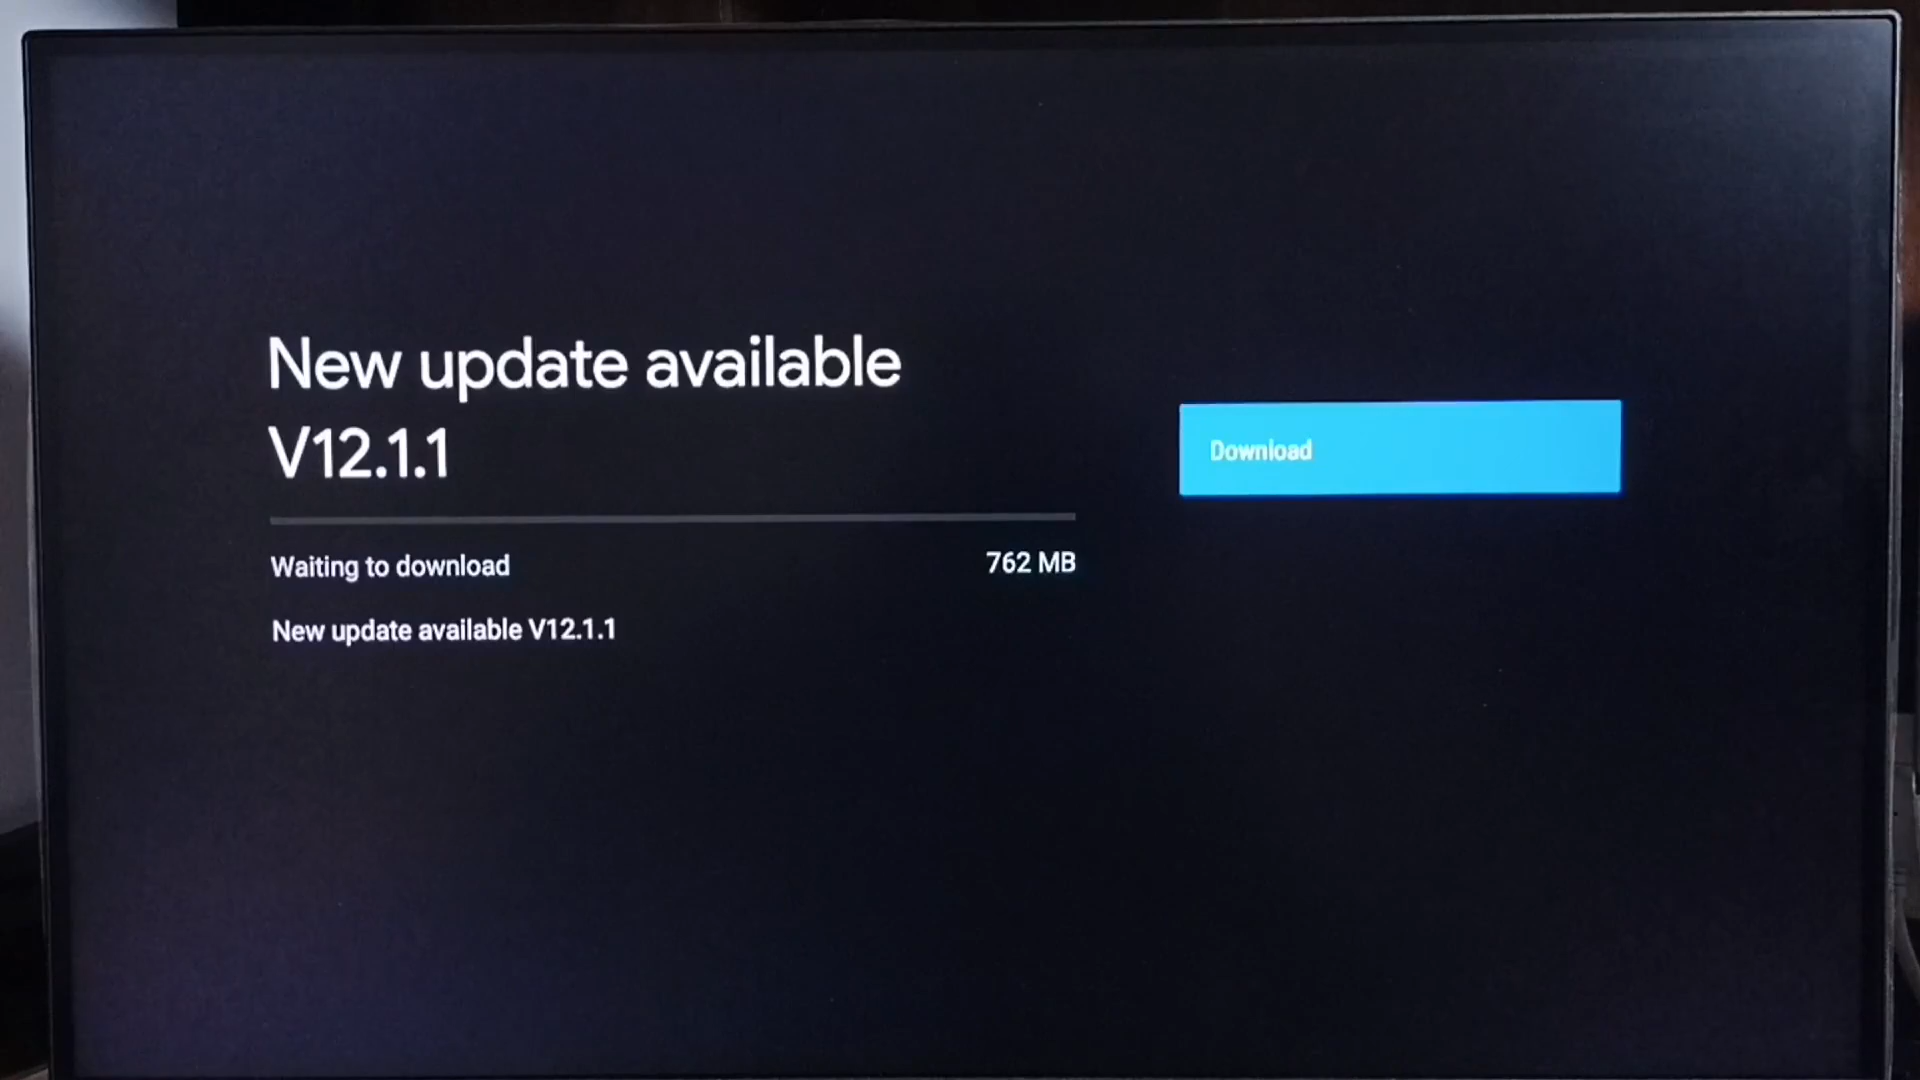 New update available
V12.1.1
Download
Waiting to download 762 MB
New update available V12.1.1